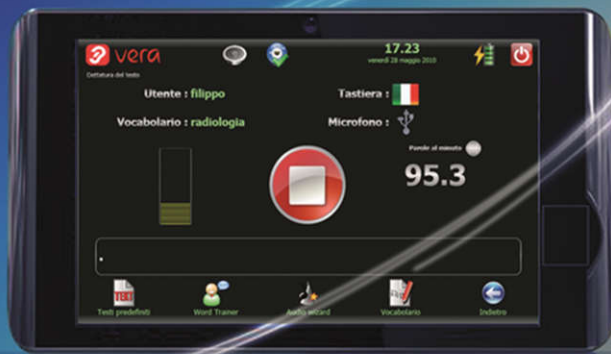 vera
17.23
venerdì 28 maggio 2010
Dettatura del testo
Utente : filippo
Tastiera :
Vocabolario : radiologia
Microfono :
Parole al minuto
95.3
TEXT
Testi predefiniti
Word Trainer
Audio wizard
Vocabolario
Indietro